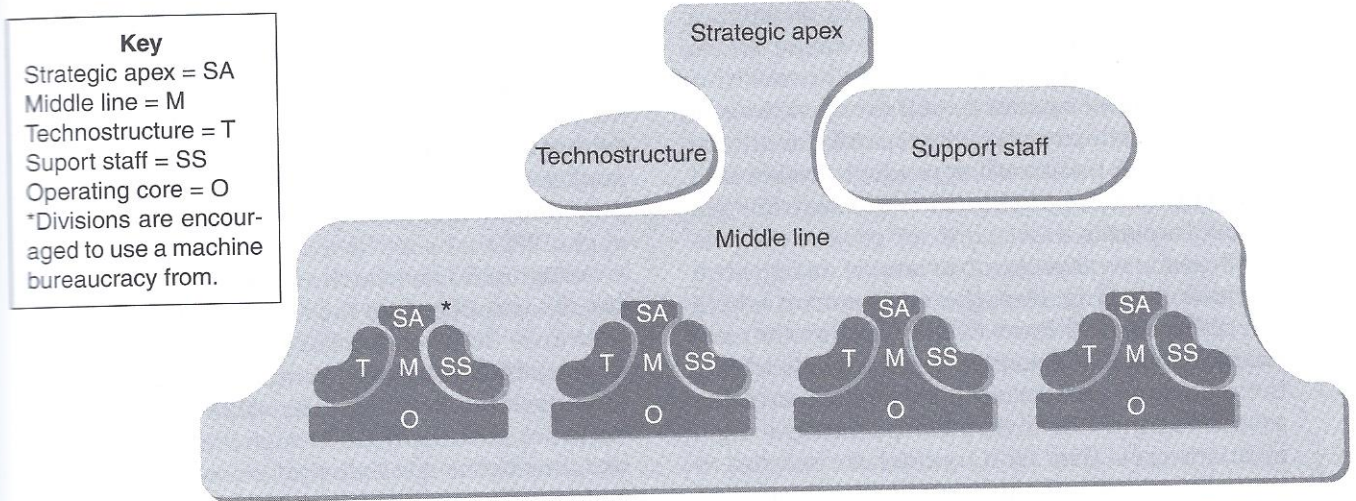 Key
Strategic apex = SA
Middle line = M
Technostructure = T
Suport staff = SS
Operating core = O
*Divisions are encour-
aged to use a machine
bureaucracy from.
Strategic apex
Technostructure
Support staff
Middle line
SA *
T M SS
O
SA
T M SS
O
SA
T M SS
O
SA
T M SS
O